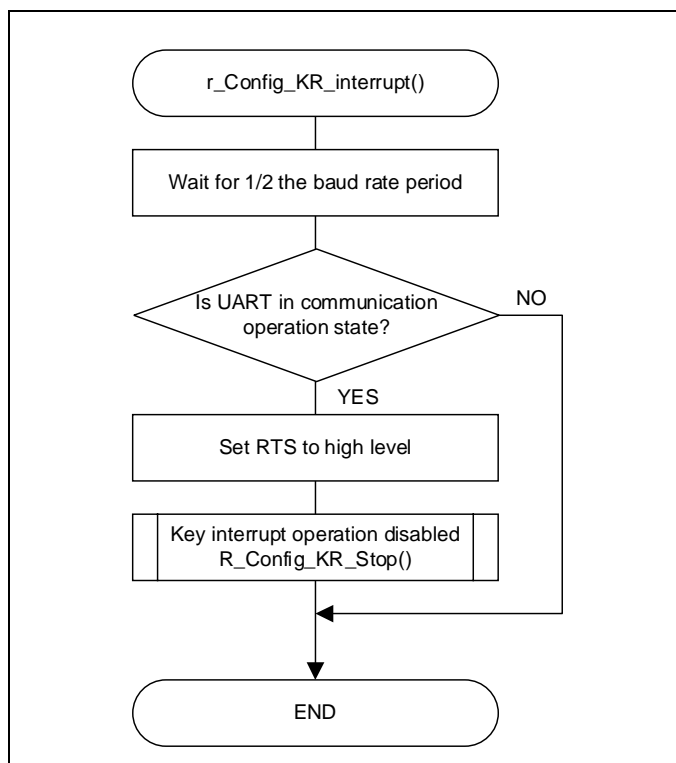 r_Config_KR_interrupt()
Wait for 1/2 the baud rate period
Is UART in communication
operation state?
NO
YES
Set RTS to high level
Key interrupt operation disabled
R_Config_KR_Stop()
END